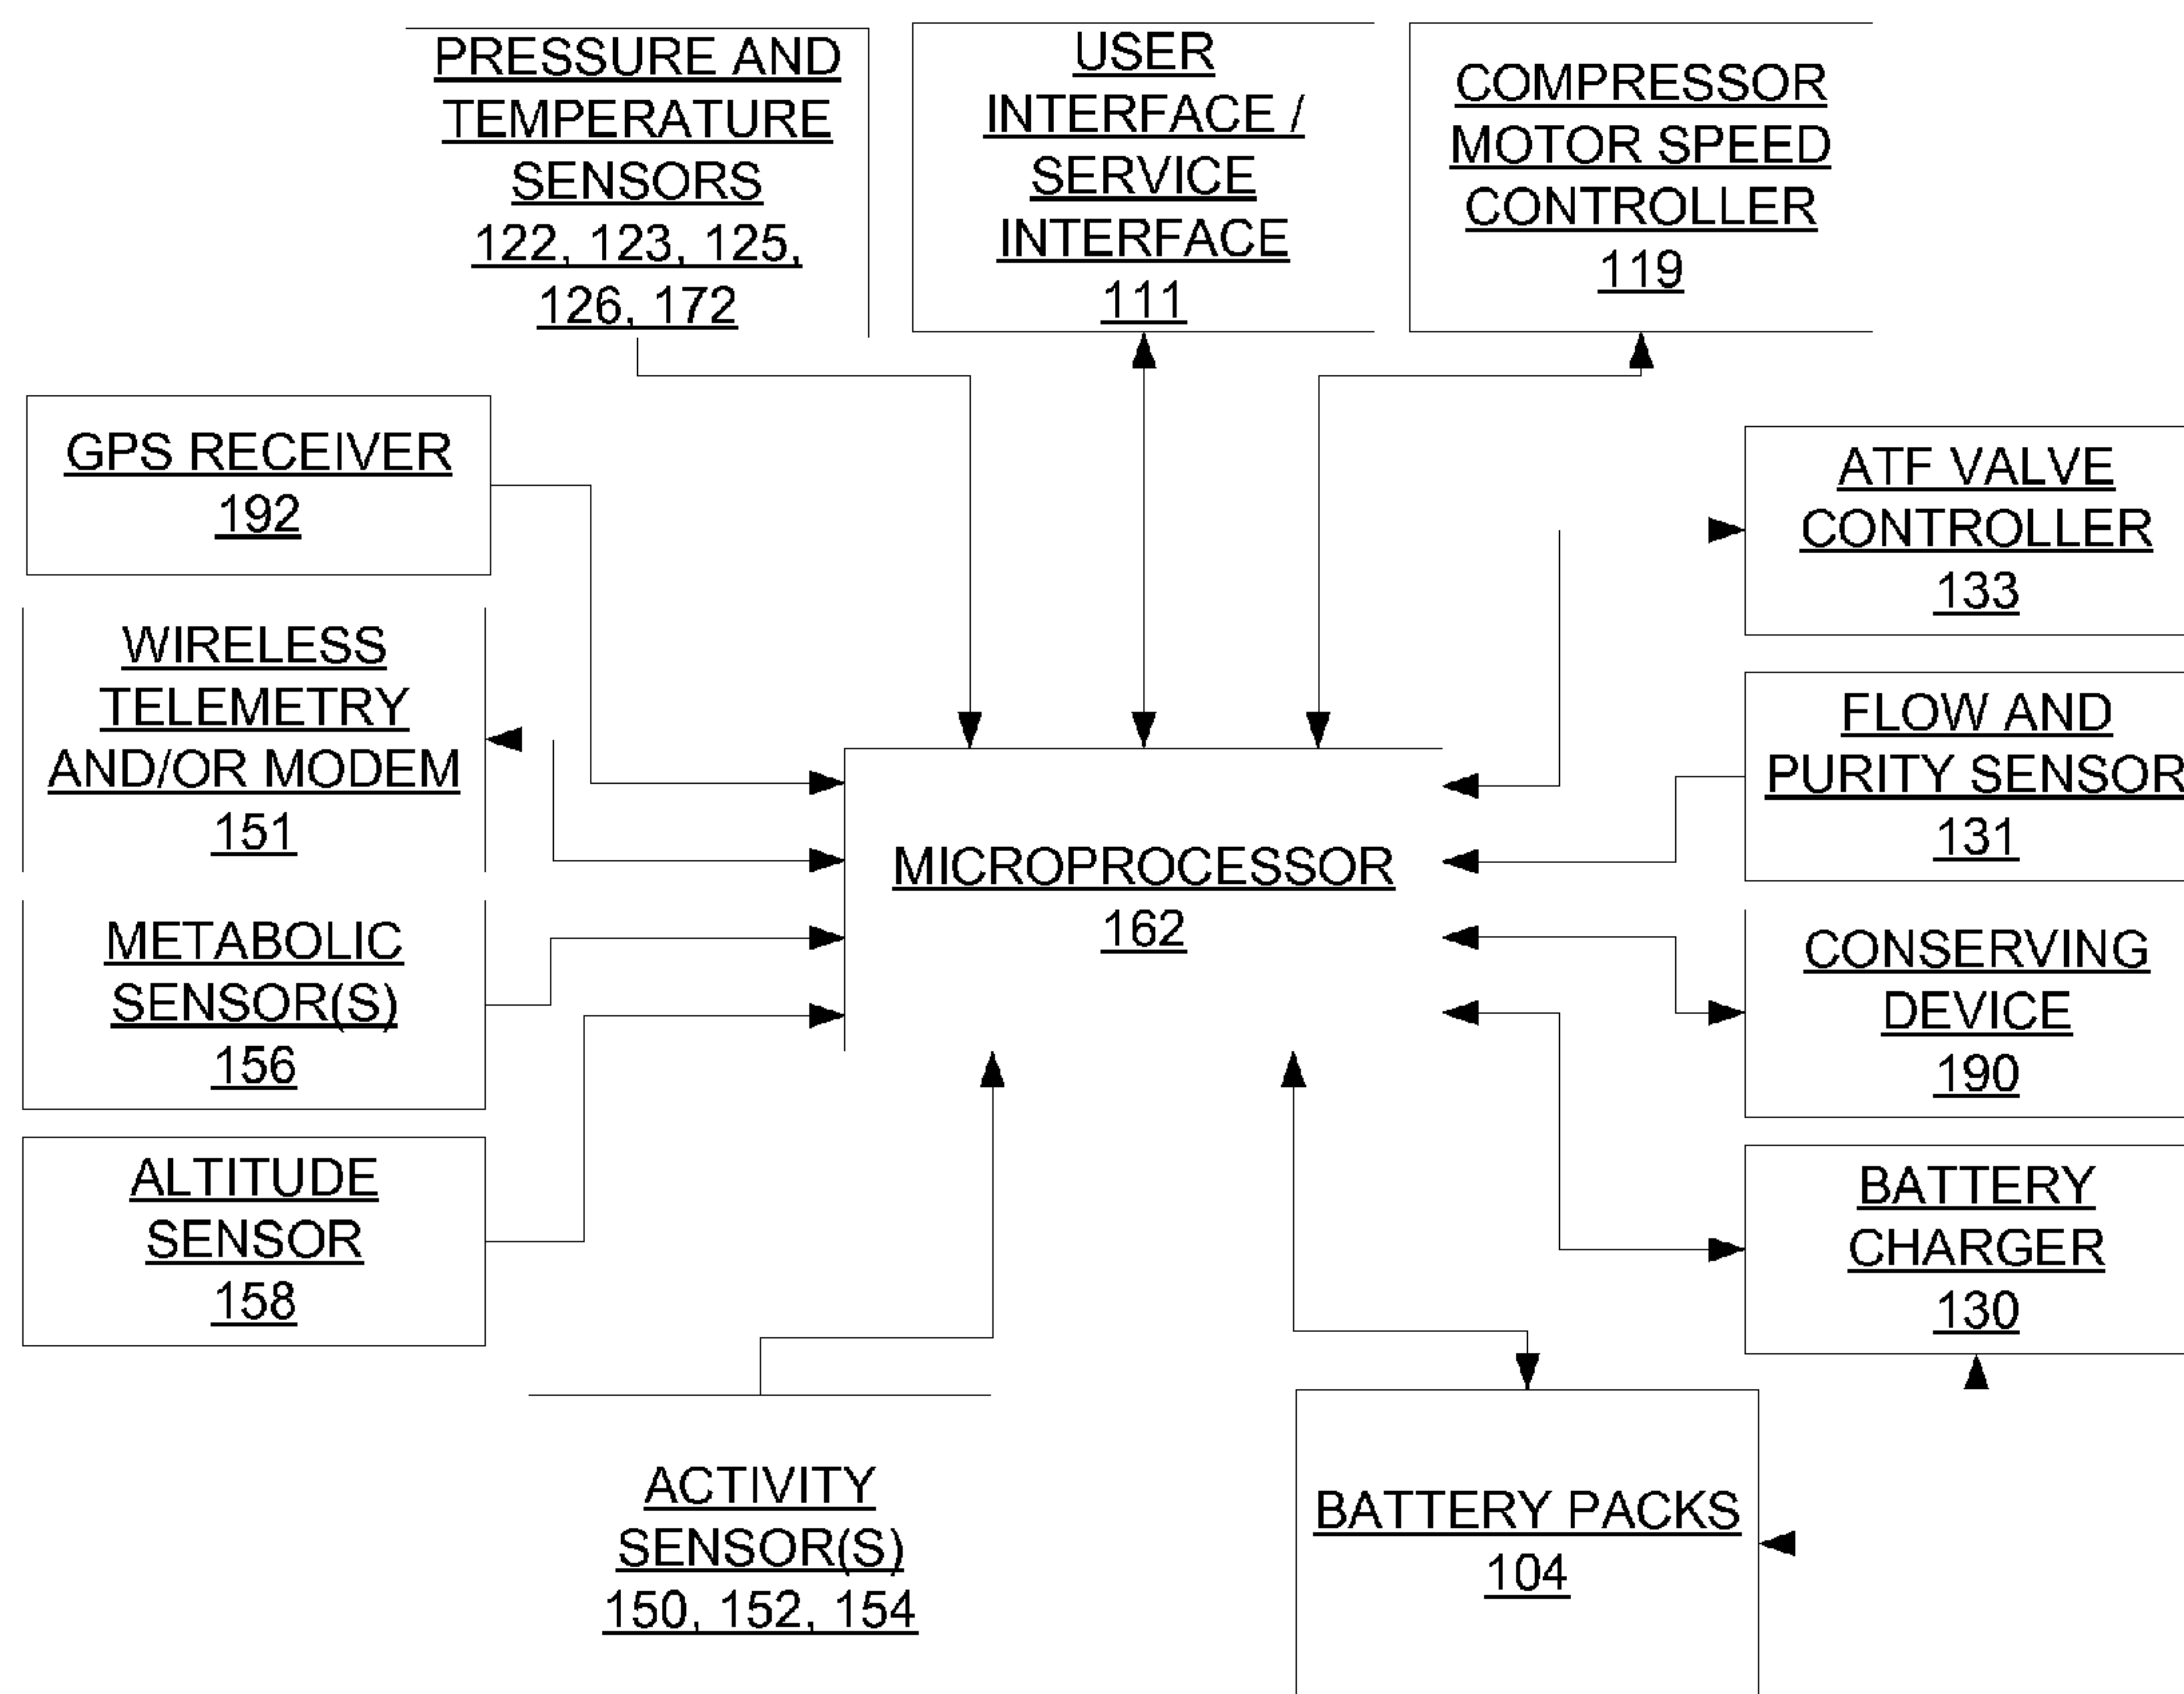 PRESSURE AND
TEMPERATURE
SENSORS
122, 123, 125,
126, 172
USER
INTERFACE /
SERVICE
INTERFACE
111
COMPRESSOR
MOTOR SPEED
CONTROLLER
119
GPS RECEIVER
192
ATF VALVE
CONTROLLER
133
WIRELESS
TELEMETRY
AND/OR MODEM
151
FLOW AND
PURITY SENSOR
131
MICROPROCESSOR
162
METABOLIC
SENSOR(S)
156
CONSERVING
DEVICE
190
ALTITUDE
SENSOR
158
BATTERY
CHARGER
130
ACTIVITY
SENSOR(S)
150, 152, 154
BATTERY PACKS
104